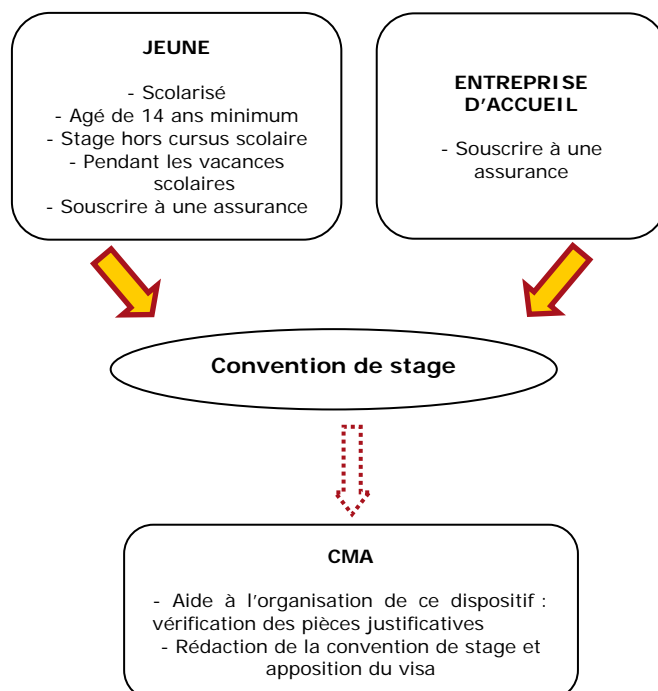 JEUNE
- Scolarisé
- Agé de 14 ans minimum
- Stage hors cursus scolaire
- Pendant les vacances
scolaires
- Souscrire à une assurance
ENTREPRISE
D'ACCUEIL
- Souscrire à une
assurance
Convention de stage
CMA
- Aide à l'organisation de ce dispositif :
vérification des pièces justificatives
- Rédaction de la convention de stage et
apposition du visa